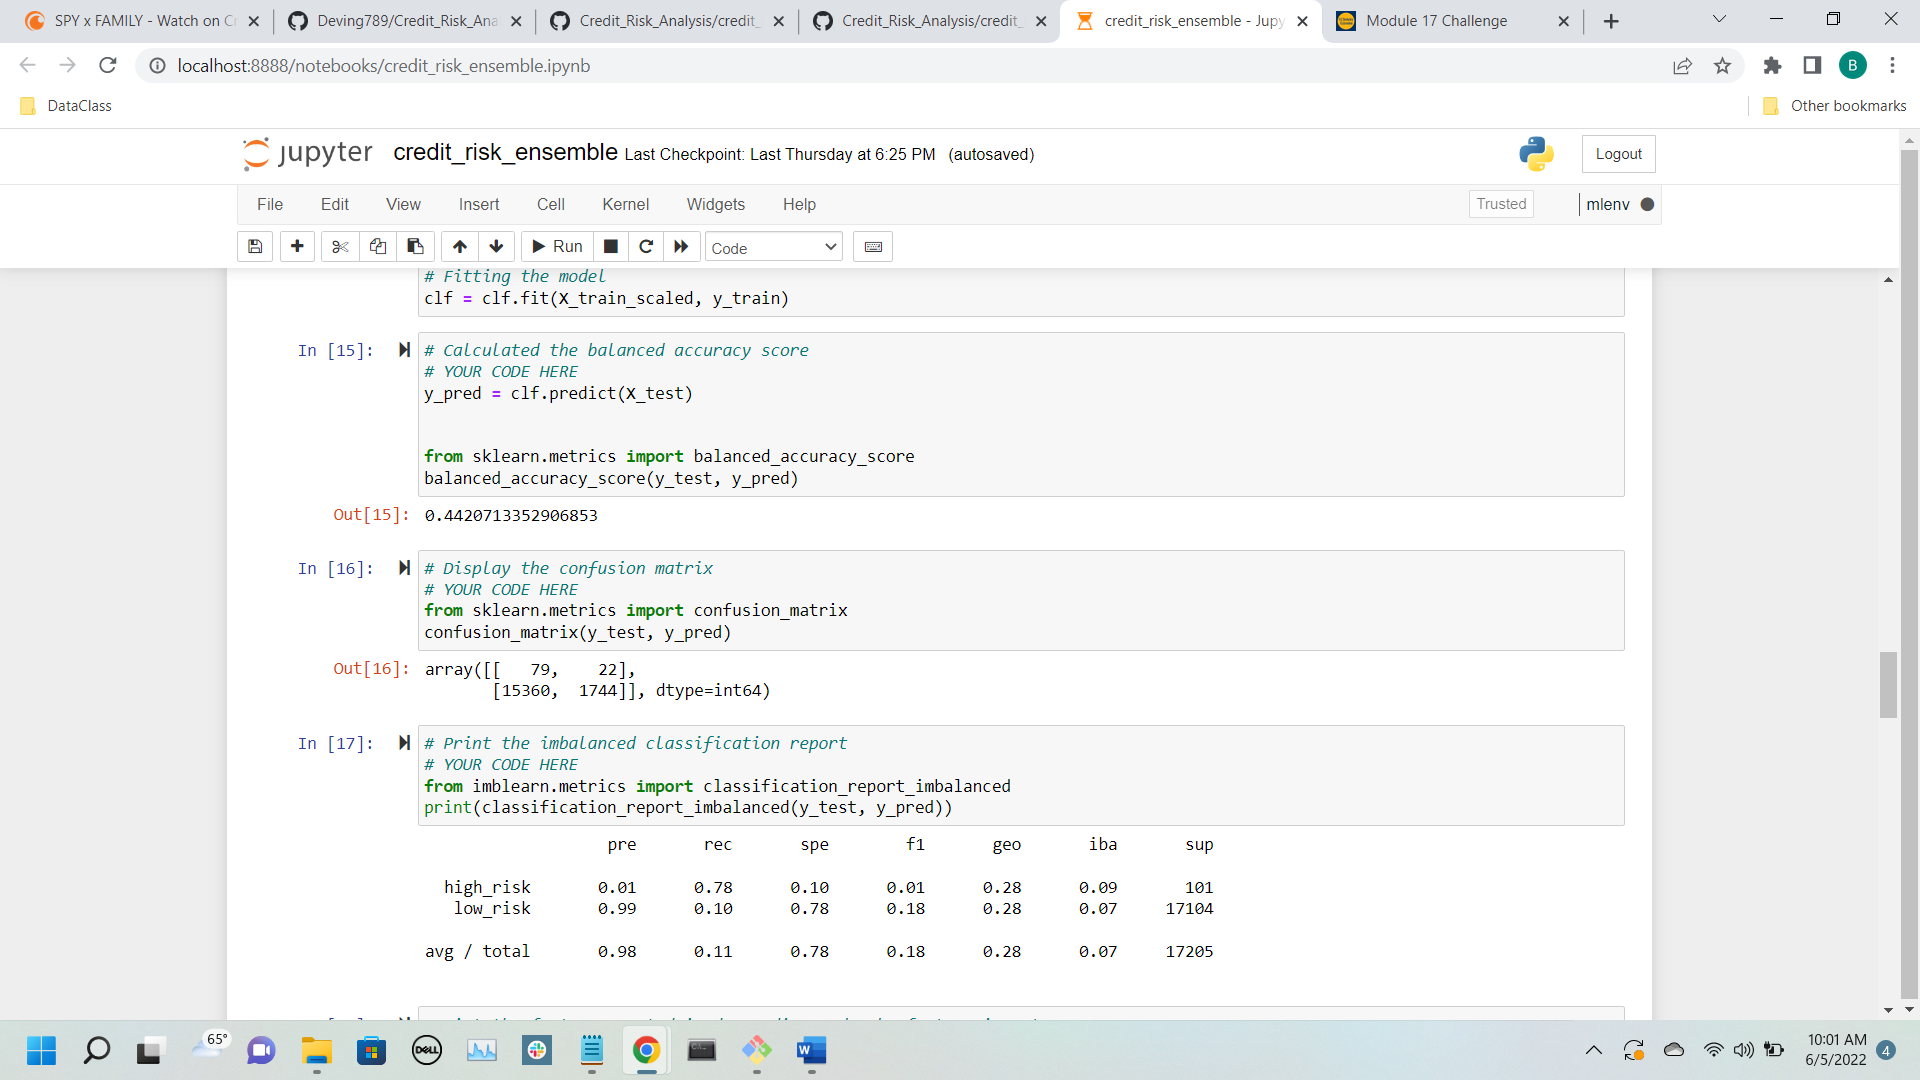 SPY x FAMILY - Watch on Cr
Deving789/Credit_Risk_Ana
Credit_Risk_Analysis/credit_
Credit_Risk_Analysis/credit_
credit_risk_ensemble - Jupy
Module 17 Challenge
localhost:8888/notebooks/credit_risk_ensemble.ipynb
B
DataClass
Other bookmarks
jupyter credit_risk_ensemble Last Checkpoint: Last Thursday at 6:25 PM (autosaved)
Logout
File Edit View Insert Cell Kernel Widgets Help
Trusted
mlenv
Run
Code
# Fitting the model
clf = clf.fit(X_train_scaled, y_train)
In [15]:
# Calculated the balanced accuracy score
# YOUR CODE HERE
y_pred = clf.predict(X_test)
from sklearn.metrics import balanced_accuracy_score
balanced_accuracy_score(y_test, y_pred)
Out[15]: 0.4420713352906853
In [16]:
# Display the confusion matrix
# YOUR CODE HERE
from sklearn.metrics import confusion_matrix
confusion_matrix(y_test, y_pred)
Out[16]: array([[   79,    22],
[15360,  1744]], dtype=int64)
In [17]:
# Print the imbalanced classification report
# YOUR CODE HERE
from imblearn.metrics import classification_report_imbalanced
print(classification_report_imbalanced(y_test, y_pred))
pre rec spe f1 geo iba sup
high_risk 0.01 0.78 0.10 0.01 0.28 0.09 101
low_risk 0.99 0.10 0.78 0.18 0.28 0.07 17104
avg / total 0.98 0.11 0.78 0.18 0.28 0.07 17205
65°
DELL
W
10:01 AM
6/5/2022
4